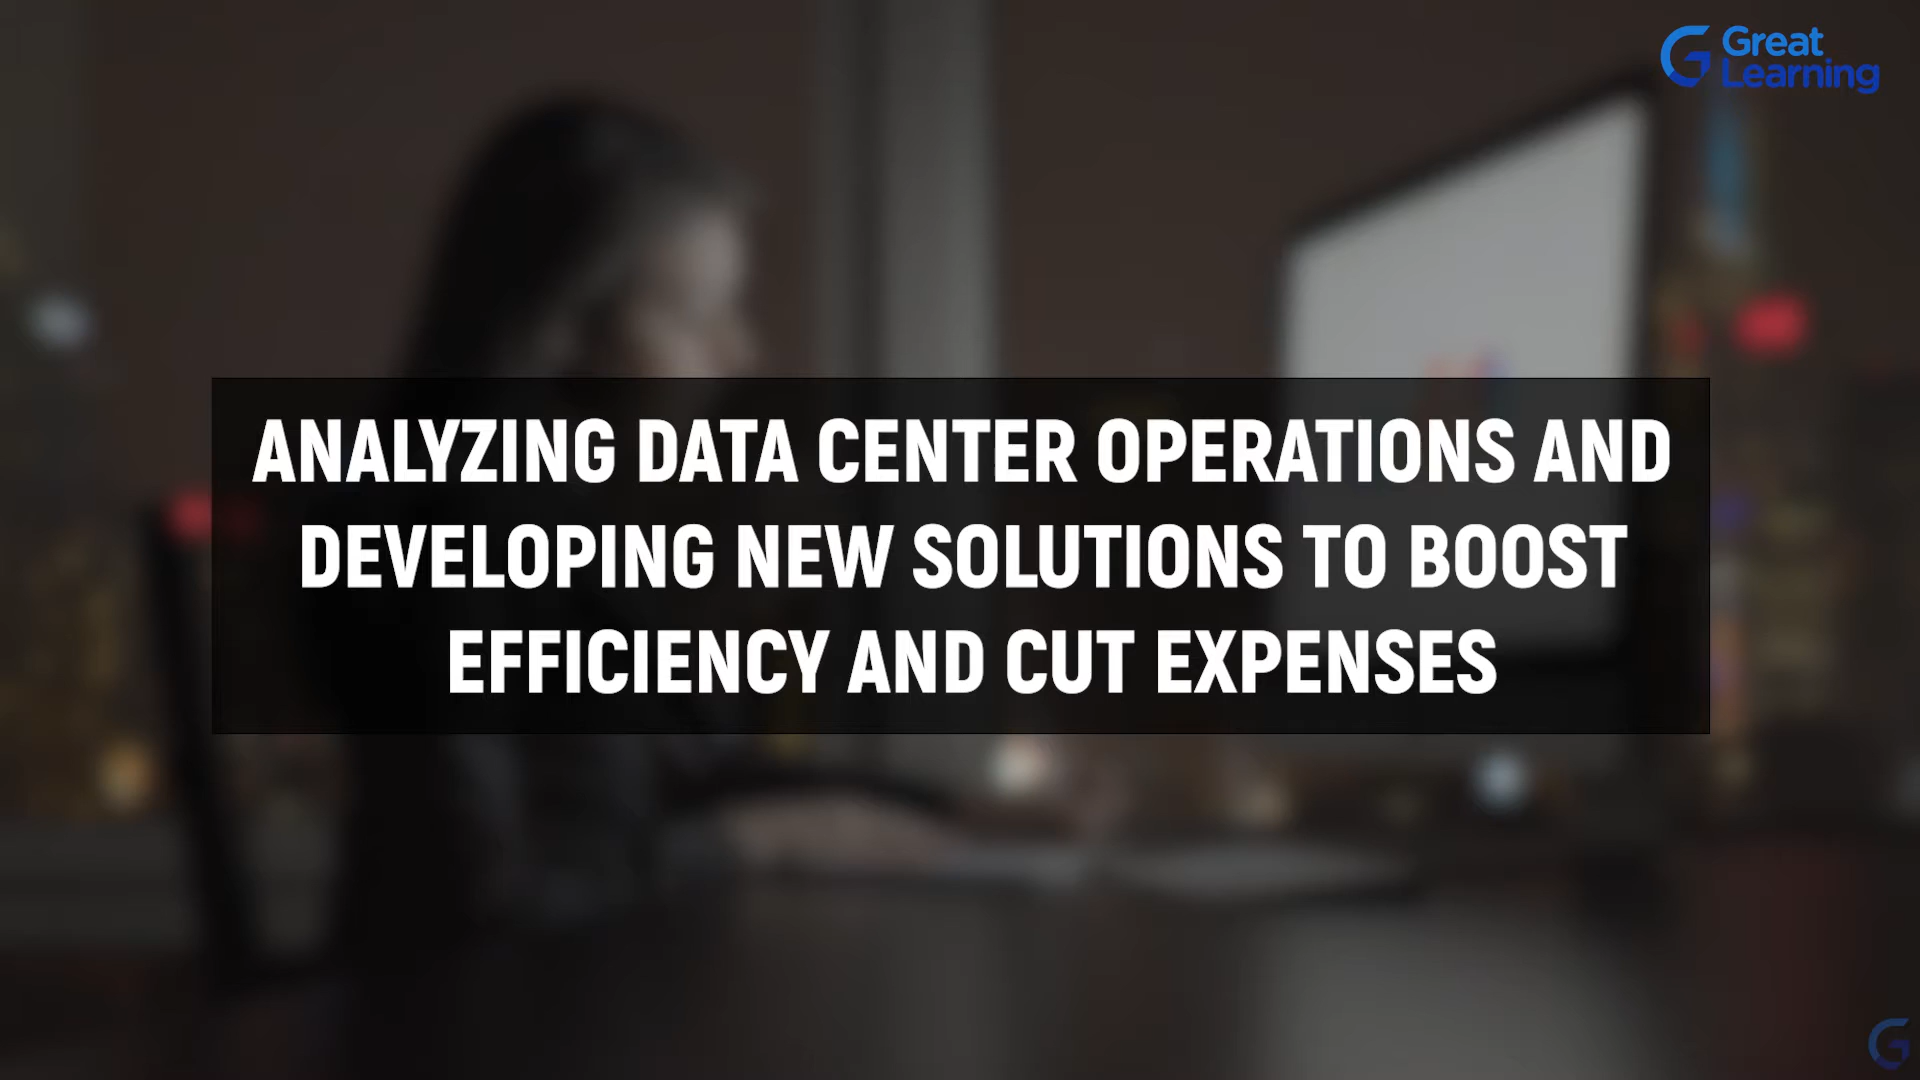 Great
Learning
ANALYZING DATA CENTER OPERATIONS AND
DEVELOPING NEW SOLUTIONS TO BOOST
EFFICIENCY AND CUT EXPENSES